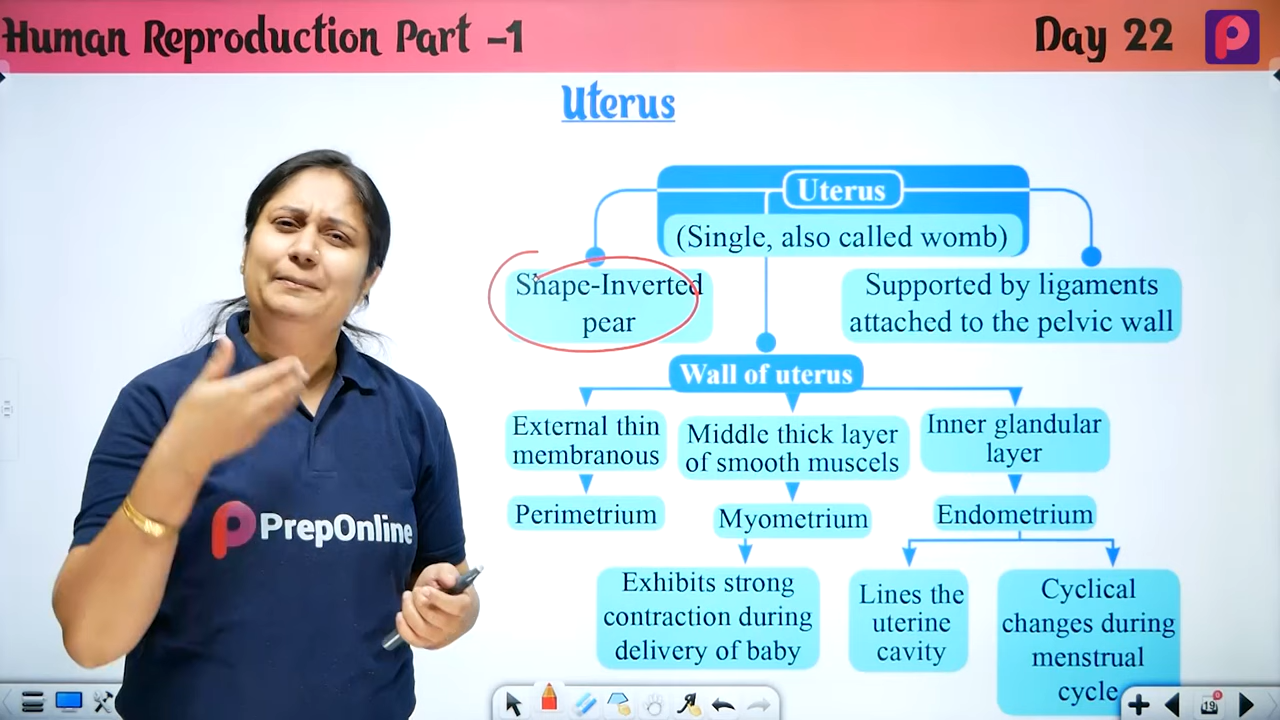 Human Reproduction Part -1
Day 22
Uterus
Uterus
(Single, also called womb)
Shape-Inverted
pear
Supported by ligaments
attached to the pelvic wall
Wall of uterus
External thin
membranous
Middle thick layer
of smooth muscels
Inner glandular
layer
Perimetrium
Myometrium
Endometrium
Exhibits strong
contraction during
delivery of baby
Lines the
uterine
cavity
Cyclical
changes during
menstrual
cycle
PrepOnline
19